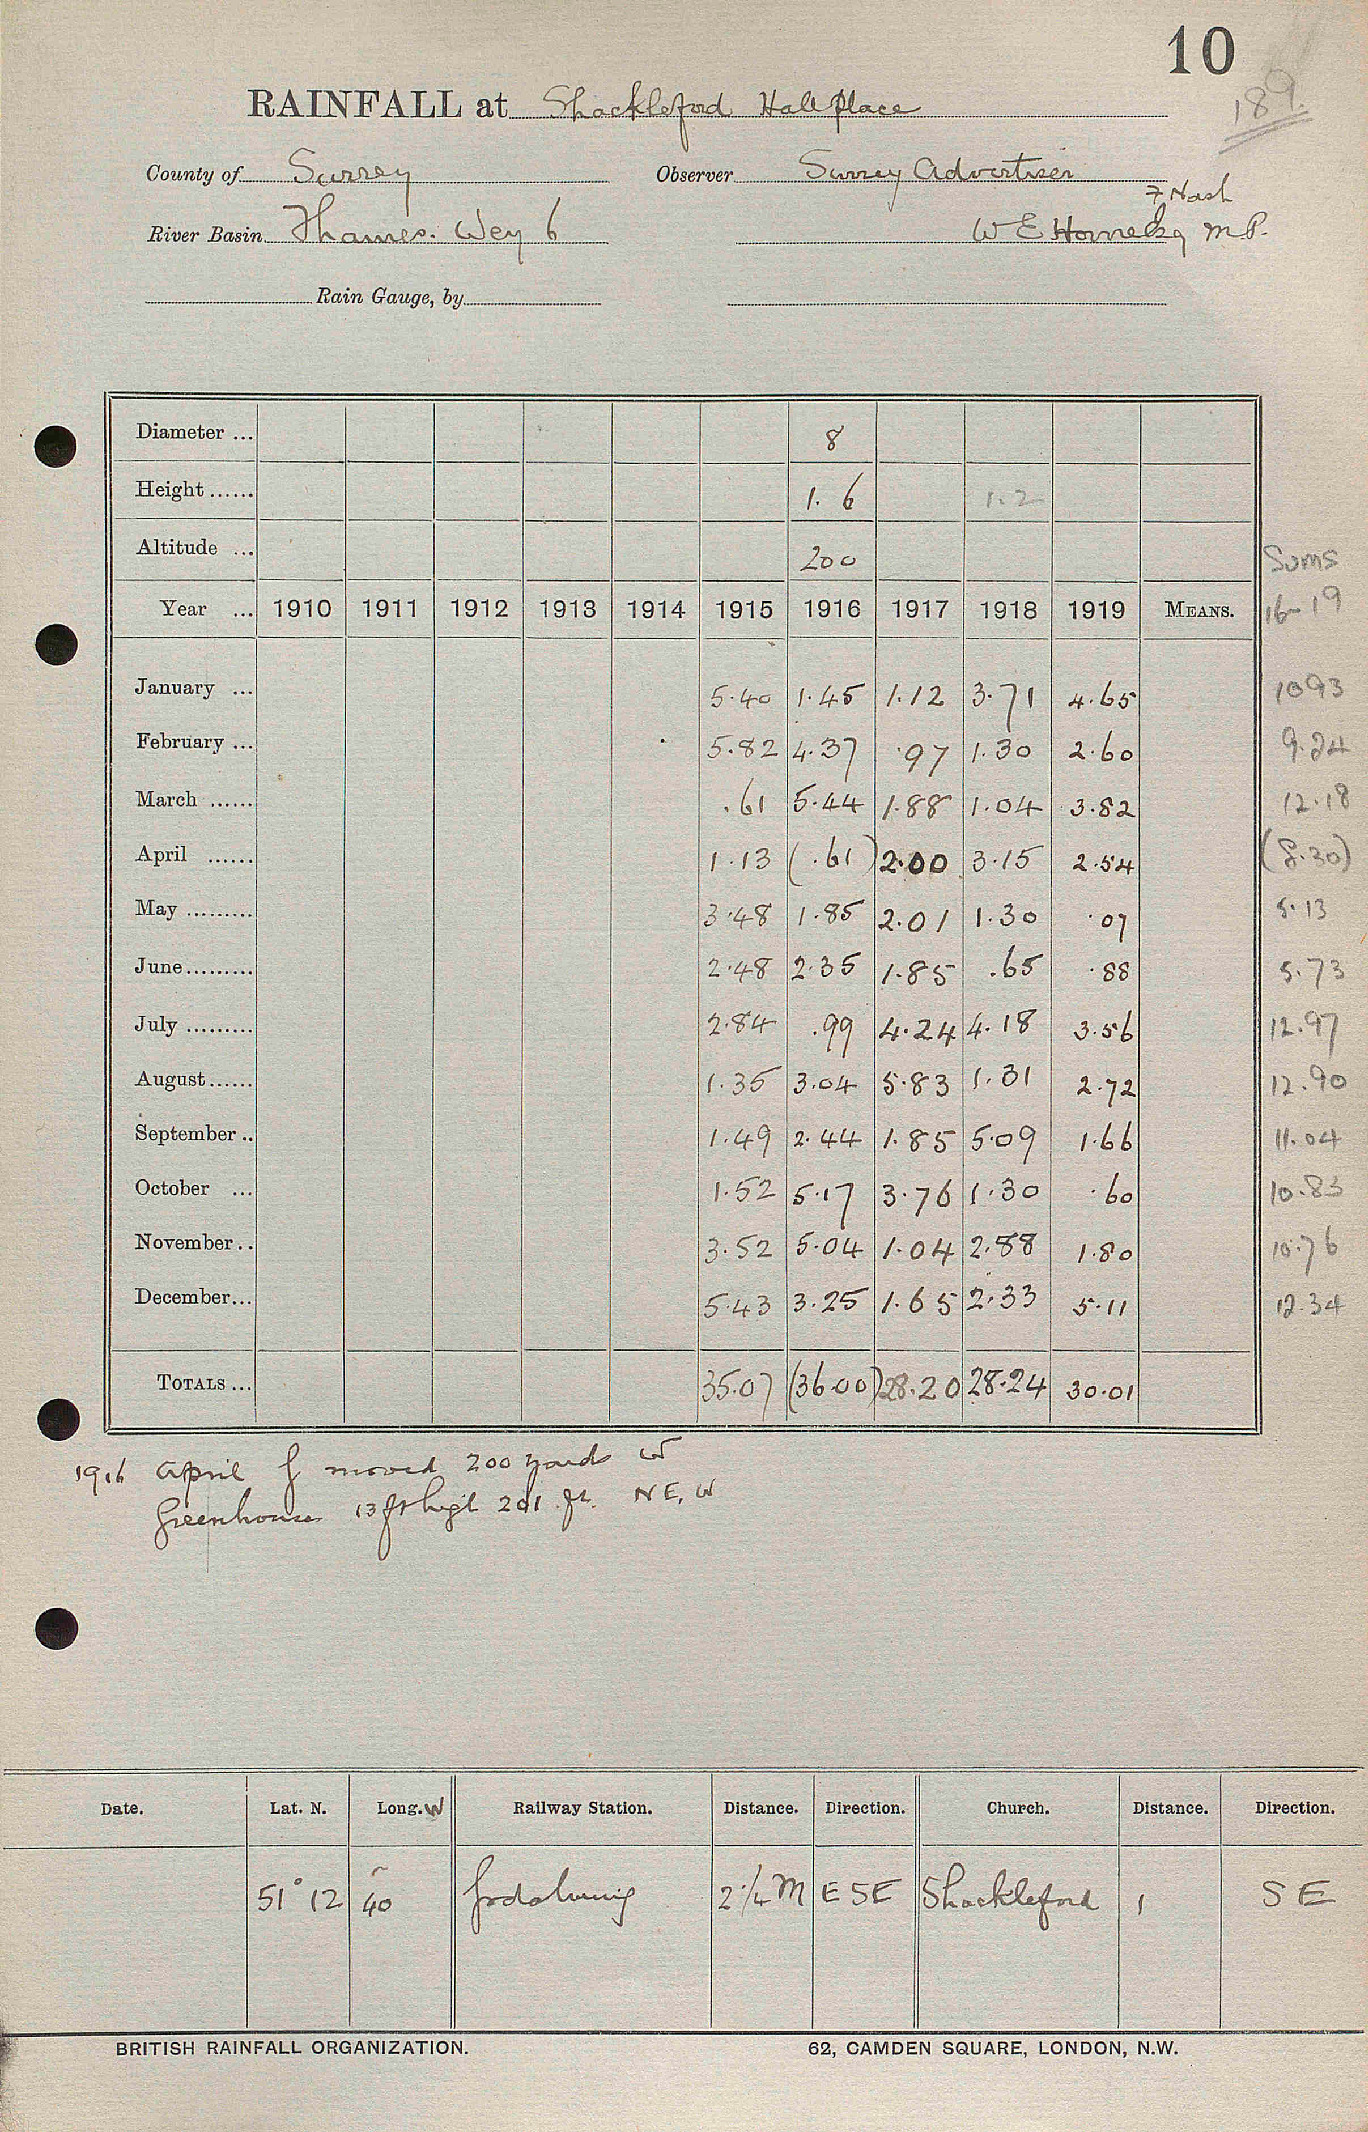 10
189.
RAINFALL at Shackleford Hall Place
County of Surrey Observer Surrey Advertiser
F Nash
River Basin Thames. Wey 6 W E Horne Esq M.P.
Rain Gauge, by
Diameter ... 8
Height ...... 1. 6 1.2
Altitude ... 200 Sums
Year ... 1910 1911 1912 1913 1914 1915 1916 1917 1918 1919 MEANS. 16-19
January ... 5.40 1.45 1.12 3.71 4.65 1093
February ... 5.82 4.37 .97 1.30 2.60 9.24
March ...... .61 5.44 1.88 1.04 3.82 12.18
April ...... 1.13 (.61) 2.00 3.15 2.54 (8.30)
May ......... 3.48 1.85 2.01 1.30 .07 5.13
June......... 2.48 2.35 1.85 .65 .88 5.73
July ......... 2.84 .99 4.24 4.18 3.56 12.97
August...... 1.35 3.04 5.83 1.31 2.72 12.90
September .. 1.49 2.44 1.85 5.09 1.66 11.04
October ... 1.52 5.17 3.76 1.30 .60 10.83
November.. 3.52 5.04 1.04 2.88 1.80 10.76
December... 5.43 3.25 1.65 2.33 5.11 12.34
TOTALS ... 35.07 (36.00) 28.20 28.24 30.01
1916 April G moved 200 yards W
Greenhouse 13 ft high 201 ft. NE, W
Date. Lat. N. Long. W Railway Station. Distance. Direction. Church. Distance. Direction.
51° 12 40 Godalming 2 1/4 M E SE Shackleford 1 S E
BRITISH RAINFALL ORGANIZATION. 62, CAMDEN SQUARE, LONDON, N.W.